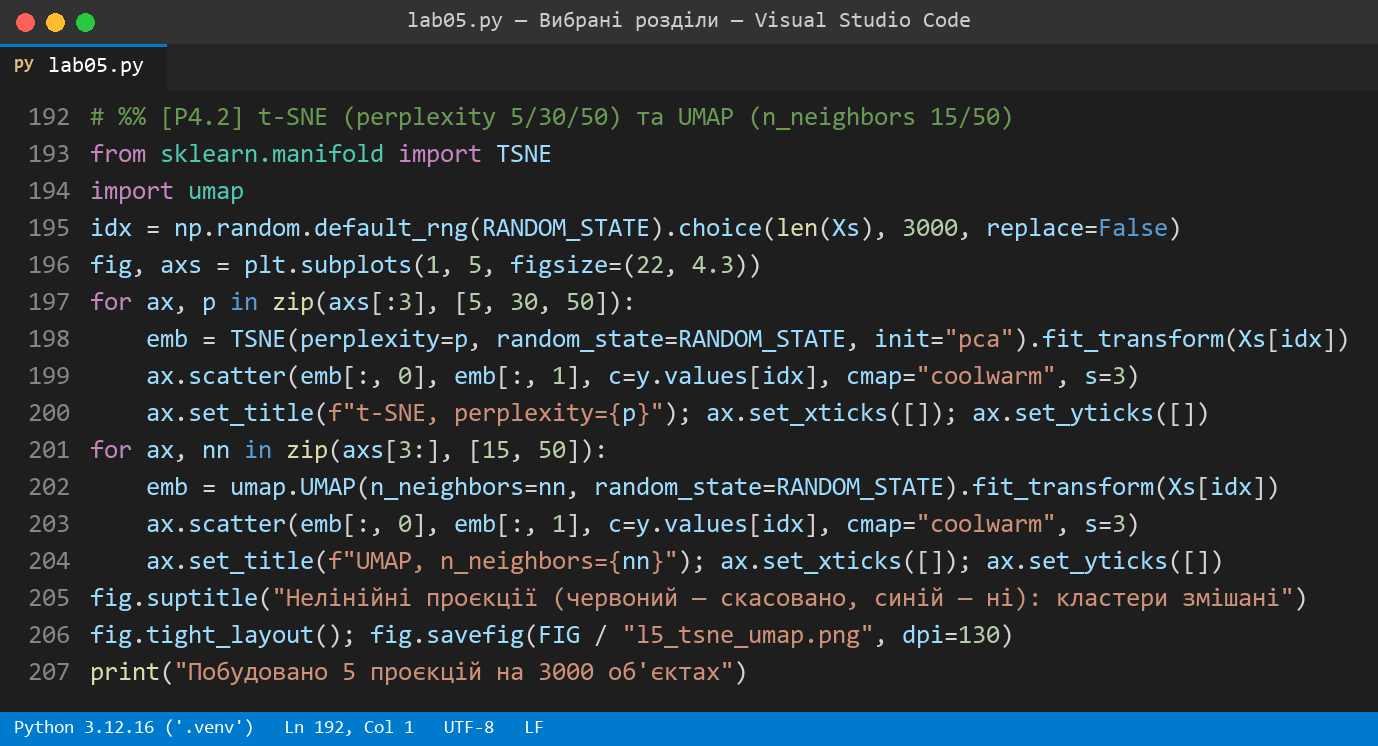 lab05.py — Вибрані розділи — Visual Studio Code
PY lab05.py
192 # %% [P4.2] t-SNE (perplexity 5/30/50) та UMAP (n_neighbors 15/50)
193 from sklearn.manifold import TSNE
194 import umap
195 idx = np.random.default_rng(RANDOM_STATE).choice(len(Xs), 3000, replace=False)
196 fig, axs = plt.subplots(1, 5, figsize=(22, 4.3))
197 for ax, p in zip(axs[:3], [5, 30, 50]):
198     emb = TSNE(perplexity=p, random_state=RANDOM_STATE, init="pca").fit_transform(Xs[idx])
199     ax.scatter(emb[:, 0], emb[:, 1], c=y.values[idx], cmap="coolwarm", s=3)
200     ax.set_title(f"t-SNE, perplexity={p}"); ax.set_xticks([]); ax.set_yticks([])
201 for ax, nn in zip(axs[3:], [15, 50]):
202     emb = umap.UMAP(n_neighbors=nn, random_state=RANDOM_STATE).fit_transform(Xs[idx])
203     ax.scatter(emb[:, 0], emb[:, 1], c=y.values[idx], cmap="coolwarm", s=3)
204     ax.set_title(f"UMAP, n_neighbors={nn}"); ax.set_xticks([]); ax.set_yticks([])
205 fig.suptitle("Нелінійні проєкції (червоний — скасовано, синій — ні): кластери змішані")
206 fig.tight_layout(); fig.savefig(FIG / "l5_tsne_umap.png", dpi=130)
207 print("Побудовано 5 проєкцій на 3000 об'єктах")
Python 3.12.16 ('.venv') Ln 192, Col 1 UTF-8 LF